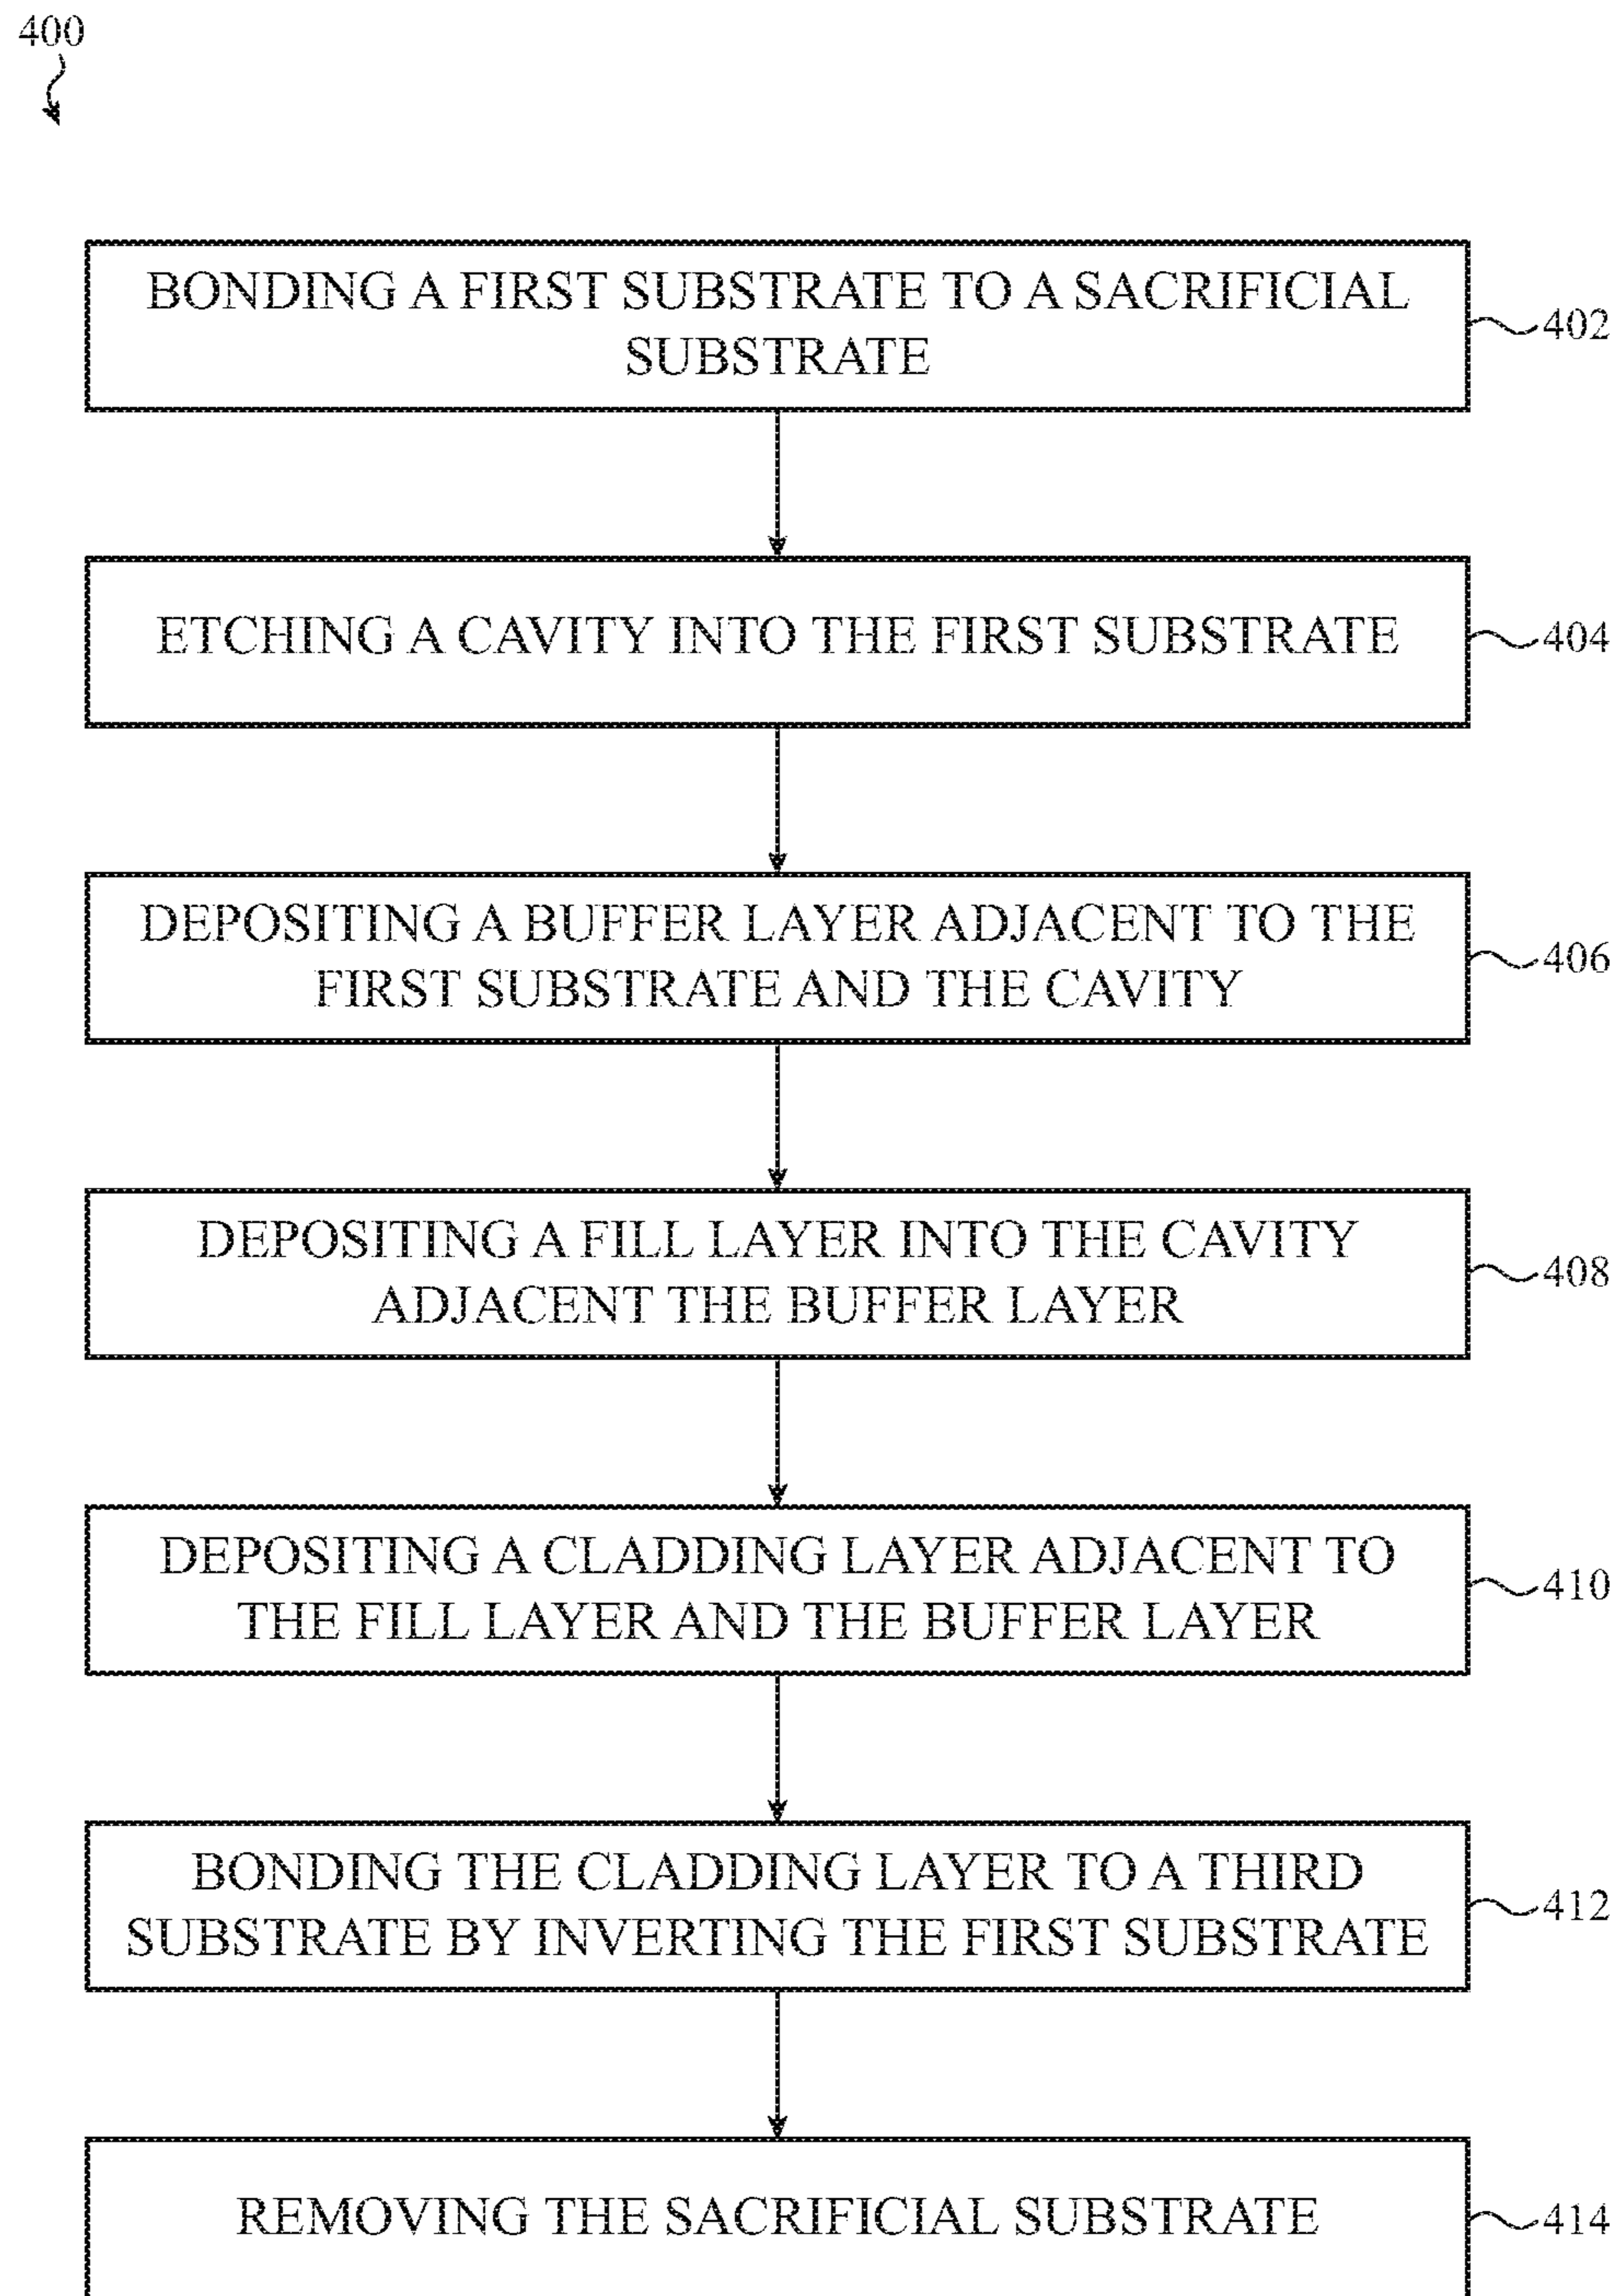 400
BONDING A FIRST SUBSTRATE TO A SACRIFICIAL
SUBSTRATE
402
ETCHING A CAVITY INTO THE FIRST SUBSTRATE
404
DEPOSITING A BUFFER LAYER ADJACENT TO THE
FIRST SUBSTRATE AND THE CAVITY
406
DEPOSITING A FILL LAYER INTO THE CAVITY
ADJACENT THE BUFFER LAYER
408
DEPOSITING A CLADDING LAYER ADJACENT TO
THE FILL LAYER AND THE BUFFER LAYER
410
BONDING THE CLADDING LAYER TO A THIRD
SUBSTRATE BY INVERTING THE FIRST SUBSTRATE
412
REMOVING THE SACRIFICIAL SUBSTRATE
414